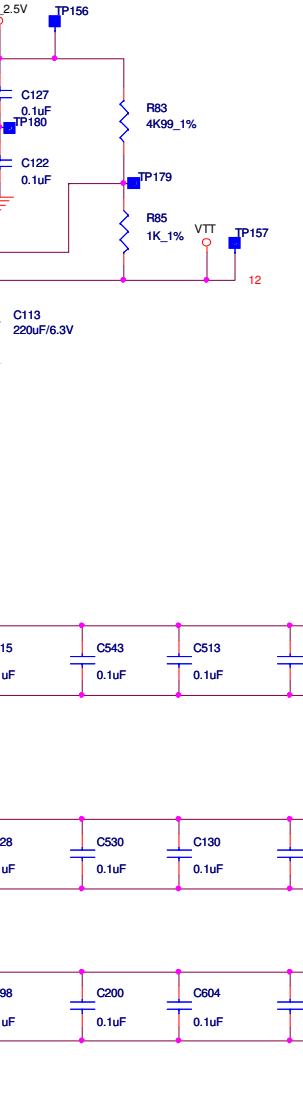 _2.5V
TP156
C127
0.1uF
TP180
C122
0.1uF
R83
4K99_1%
TP179
R85
1K_1%
VTT
TP157
12
C113
220uF/6.3V
15
uF
C543
0.1uF
C513
0.1uF
28
uF
C530
0.1uF
C130
0.1uF
98
uF
C200
0.1uF
C604
0.1uF